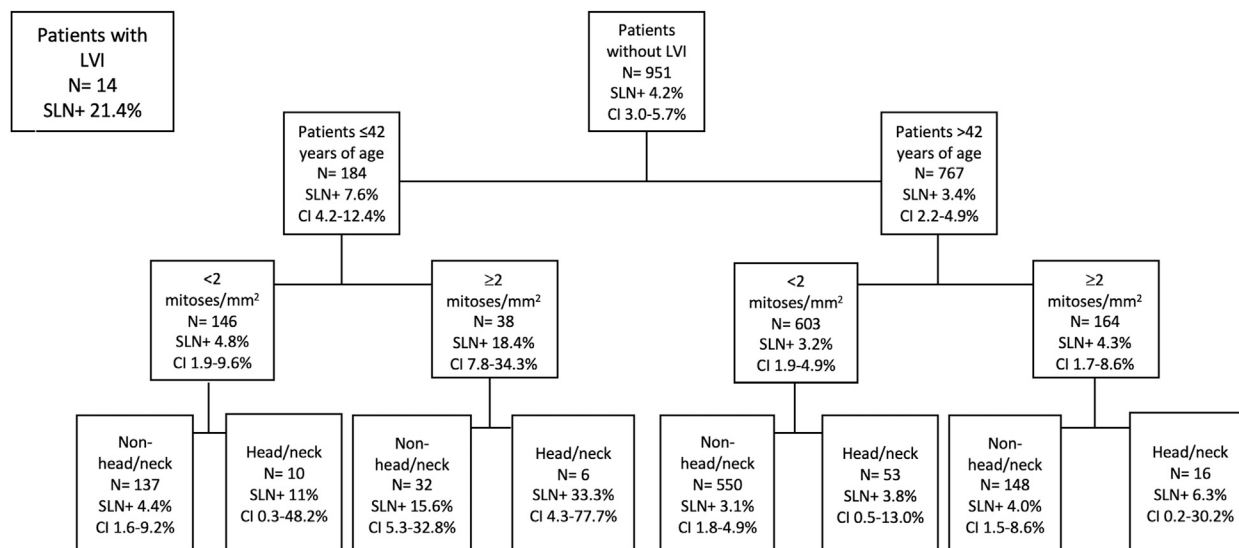 Patients with
LVI
N= 14
SLN+ 21.4%
Patients
without LVI
N= 951
SLN+ 4.2%
CI 3.0-5.7%
Patients ≤42
years of age
N= 184
SLN+ 7.6%
CI 4.2-12.4%
Patients >42
years of age
N= 767
SLN+ 3.4%
CI 2.2-4.9%
<2
mitoses/mm²
N= 146
SLN+ 4.8%
CI 1.9-9.6%
≥2
mitoses/mm²
N= 38
SLN+ 18.4%
CI 7.8-34.3%
<2
mitoses/mm²
N= 603
SLN+ 3.2%
CI 1.9-4.9%
≥2
mitoses/mm²
N= 164
SLN+ 4.3%
CI 1.7-8.6%
Non-
head/neck
N= 137
SLN+ 4.4%
CI 1.6-9.2%
Head/neck
N= 10
SLN+ 11%
CI 0.3-48.2%
Non-
head/neck
N= 32
SLN+ 15.6%
CI 5.3-32.8%
Head/neck
N= 6
SLN+ 33.3%
CI 4.3-77.7%
Non-
head/neck
N= 550
SLN+ 3.1%
CI 1.8-4.9%
Head/neck
N= 53
SLN+ 3.8%
CI 0.5-13.0%
Non-
head/neck
N= 148
SLN+ 4.0%
CI 1.5-8.6%
Head/neck
N= 16
SLN+ 6.3%
CI 0.2-30.2%